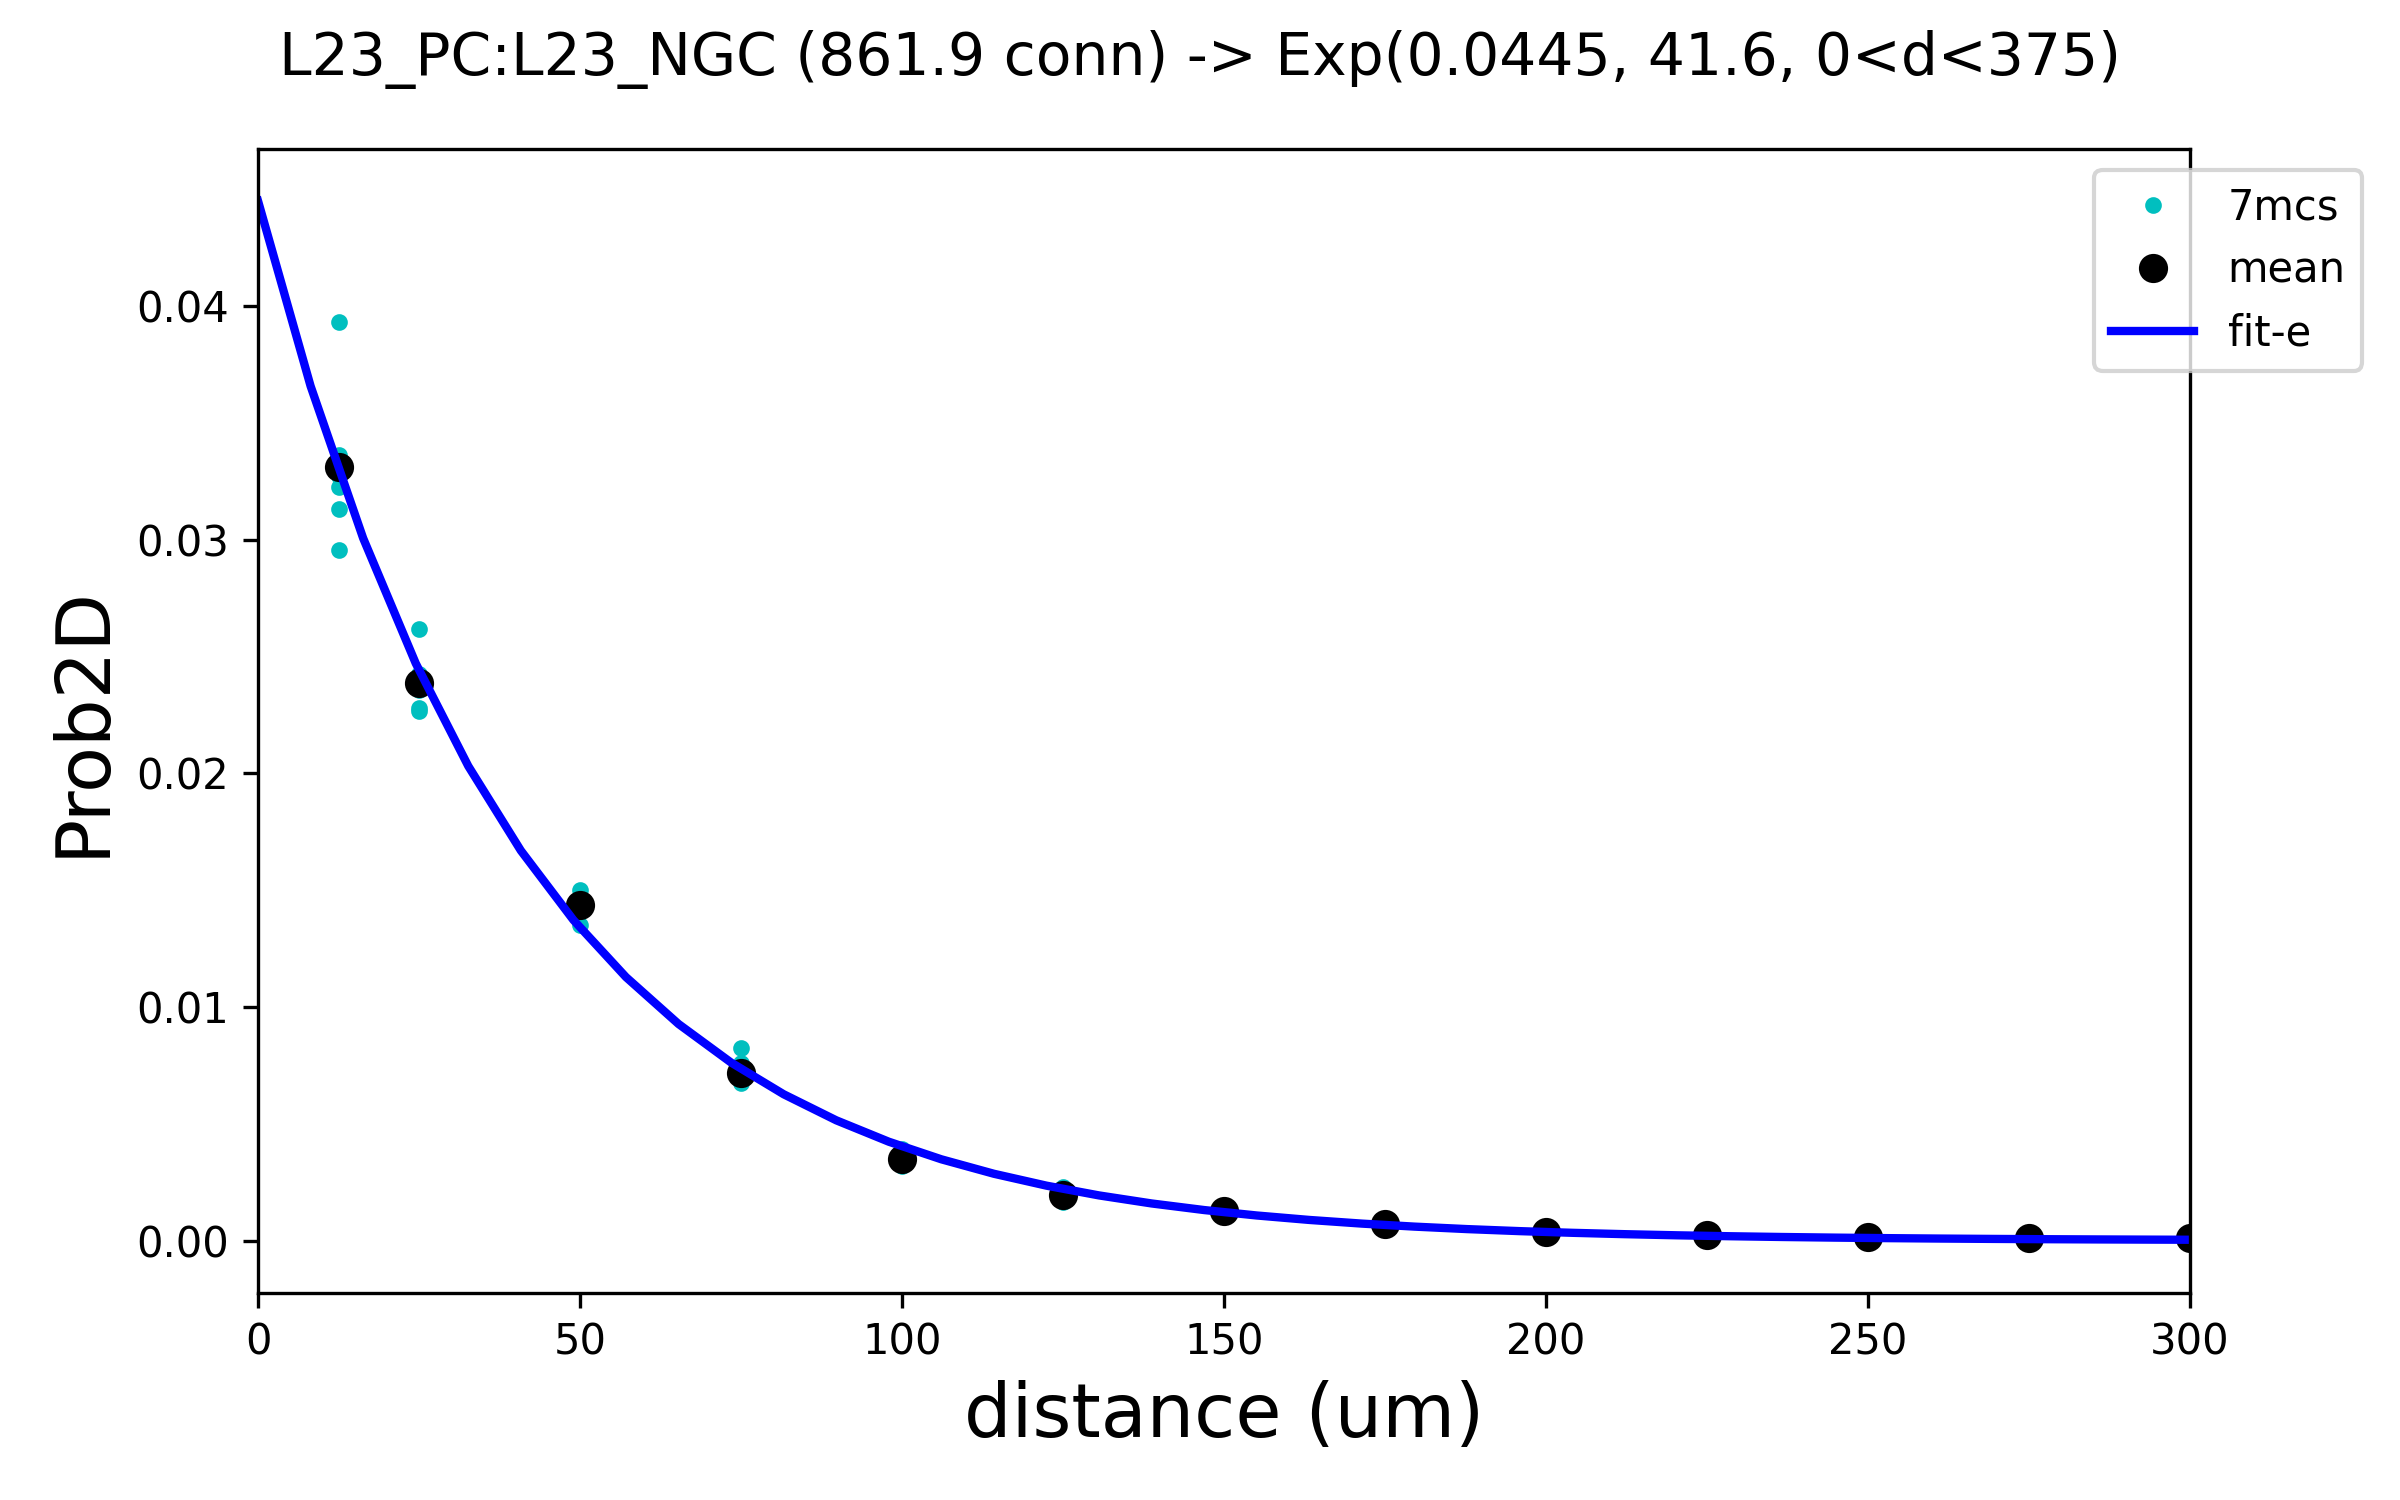 L23_PC:L23_NGC (861.9 conn) -> Exp(0.0445, 41.6, 0<d<375)
7mcs
mean
fit-e
0.04
0.03
0.02
0.01
0.00
Prob2D
0 50 100 150 200 250 300
distance (um)